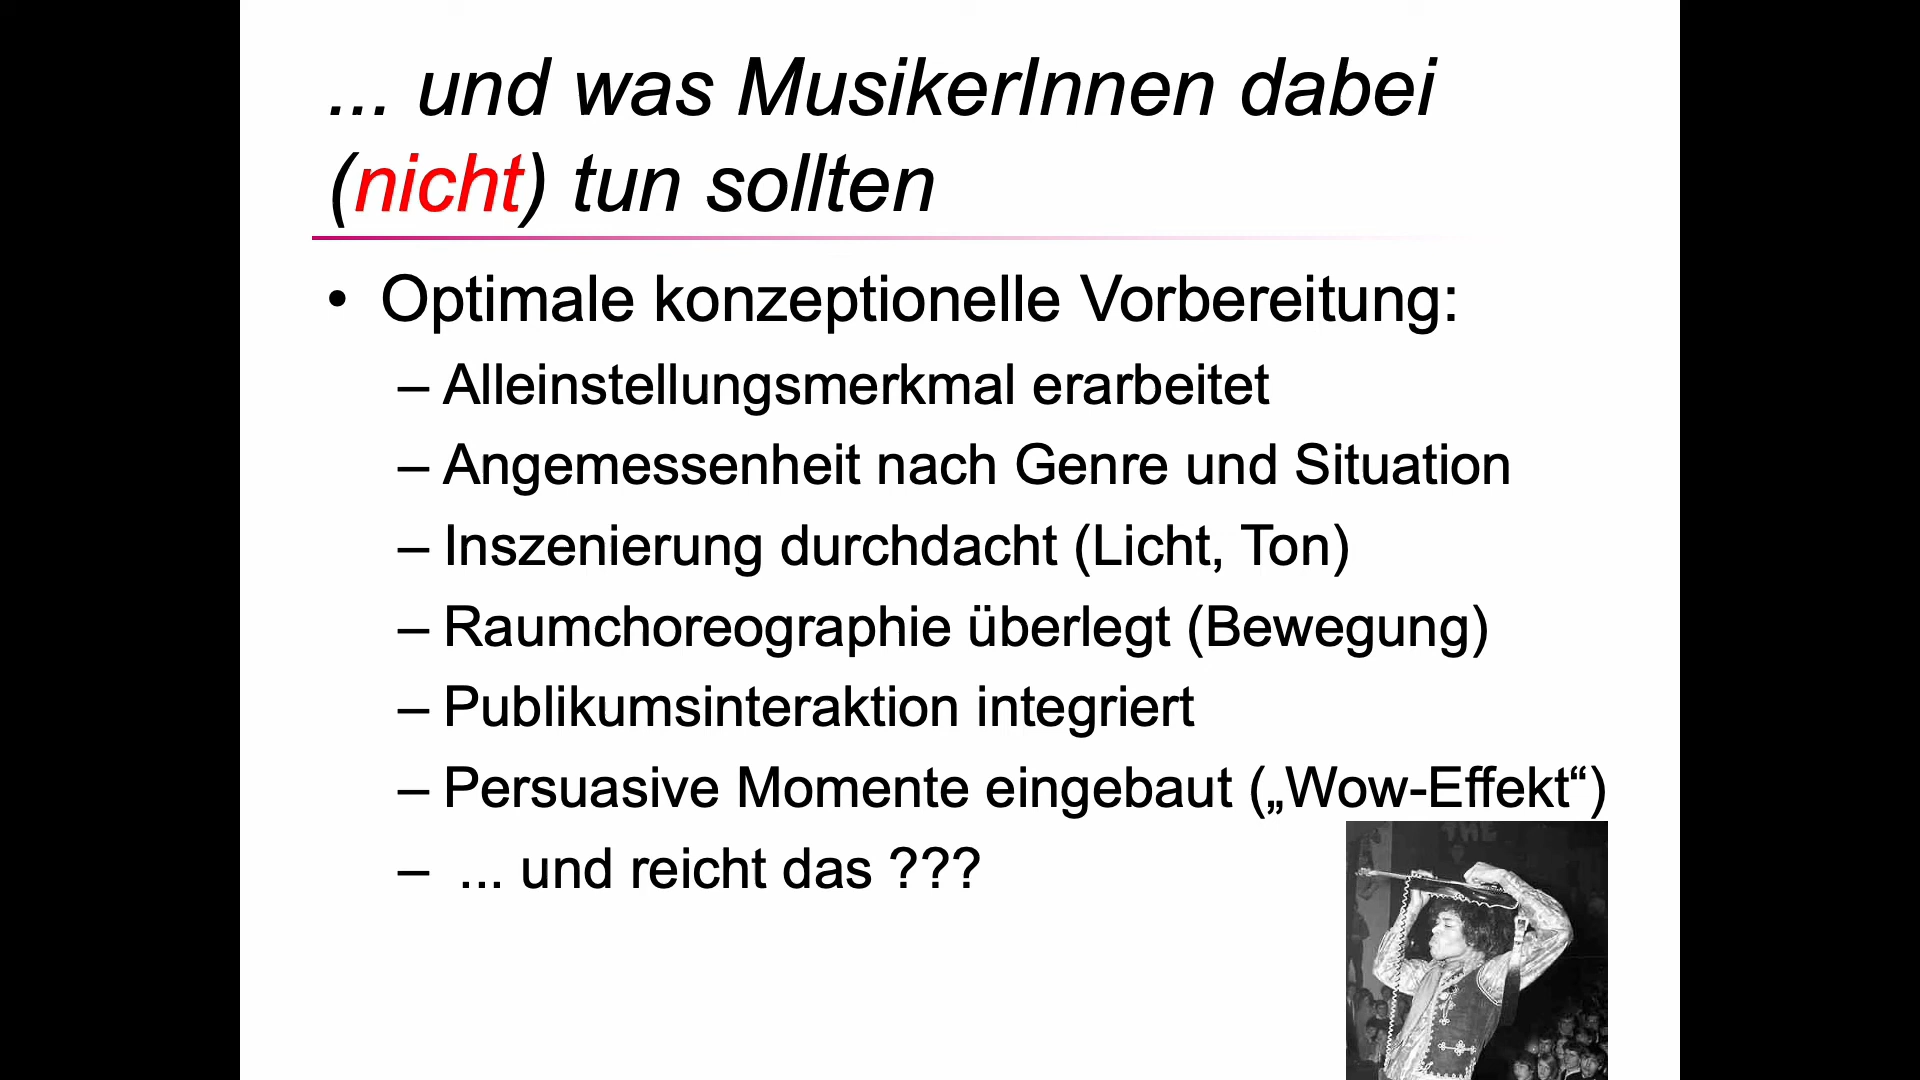 ... und was MusikerInnen dabei
(nicht) tun sollten
• Optimale konzeptionelle Vorbereitung:
– Alleinstellungsmerkmal erarbeitet
– Angemessenheit nach Genre und Situation
– Inszenierung durchdacht (Licht, Ton)
– Raumchoreographie überlegt (Bewegung)
– Publikumsinteraktion integriert
– Persuasive Momente eingebaut („Wow-Effekt“)
– ... und reicht das ???